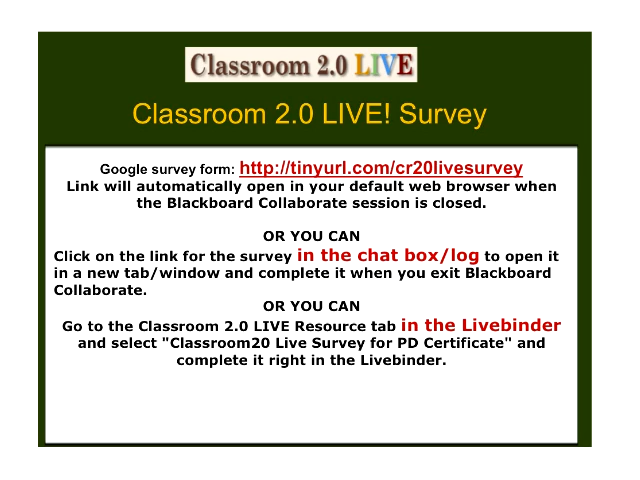 Classroom 2.0 LIVE
Classroom 2.0 LIVE! Survey
Google survey form: http://tinyurl.com/cr20livesurvey
Link will automatically open in your default web browser when
the Blackboard Collaborate session is closed.
OR YOU CAN
Click on the link for the survey in the chat box/log to open it
in a new tab/window and complete it when you exit Blackboard
Collaborate.
OR YOU CAN
Go to the Classroom 2.0 LIVE Resource tab in the Livebinder
and select "Classroom20 Live Survey for PD Certificate" and
complete it right in the Livebinder.